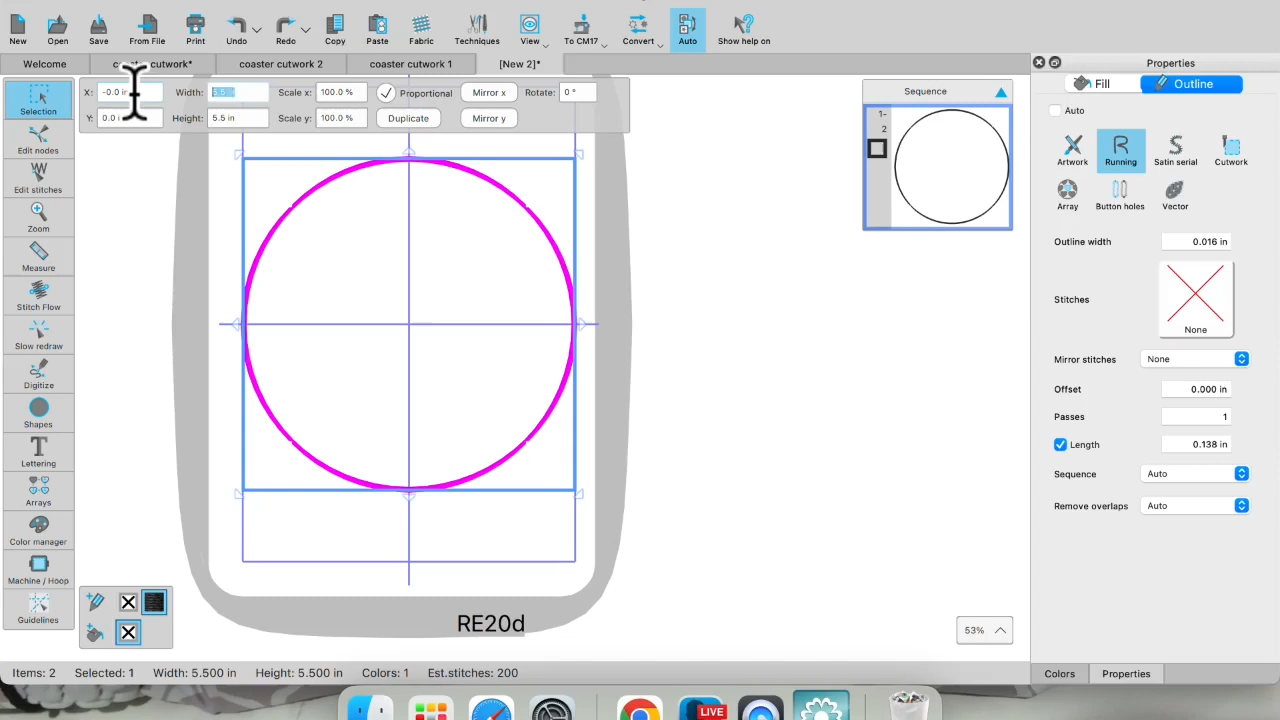 New Open Save From File Print Undo Redo Copy Paste Fabric Techniques View To CM17 Convert Auto Show help on
Welcome cutwork* coaster cutwork 2 coaster cutwork 1 [New 2]*
X: -0.0 in Width: 5.5 in Scale x: 100.0 % Proportional Mirror x Rotate: 0 °
Y: 0.0 Height: 5.5 in Scale y: 100.0 % Duplicate Mirror y
Selection
Edit nodes
Edit stitches
Zoom
Measure
Stitch Flow
Slow redraw
Digitize
Shapes
Lettering
Arrays
Color manager
Machine / Hoop
Guidelines
RE20d
Sequence
1-
2
53%
Properties
Fill Outline
Auto
Artwork Running Satin serial Cutwork
Array Button holes Vector
Outline width 0.016 in
Stitches
None
Mirror stitches None
Offset 0.000 in
Passes 1
Length 0.138 in
Sequence Auto
Remove overlaps Auto
Colors Properties
Items: 2 Selected: 1 Width: 5.500 in Height: 5.500 in Colors: 1 Est.stitches: 200
LIVE